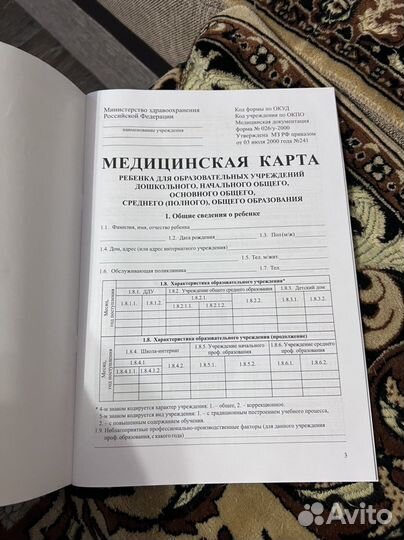 Министерство здравоохранения
Российской Федерации
наименование учреждения
Код формы по ОКУД
Код учреждения по ОКПО
Медицинская документация
форма № 026/у-2000
Утверждена МЗ РФ приказом
от 03 июля 2000 года №241
МЕДИЦИНСКАЯ КАРТА
РЕБЕНКА ДЛЯ ОБРАЗОВАТЕЛЬНЫХ УЧРЕЖДЕНИЙ
ДОШКОЛЬНОГО, НАЧАЛЬНОГО ОБЩЕГО,
ОСНОВНОГО ОБЩЕГО,
СРЕДНЕГО (ПОЛНОГО), ОБЩЕГО ОБРАЗОВАНИЯ
1. Общие сведения о ребенке
1.1. Фамилия, имя, отчество ребенка
1.2. Дата рождения 1.3. Пол (м/ж)
1.4. Дом, адрес (или адрес интернатного учреждения)
1.5. Тел. м/жит.
1.6. Обслуживающая поликлиника 1.7. Тел.
1.8. Характеристика образовательного учреждения*
Месяц, год поступления
1.8.1. ДДУ 1.8.2. Учреждение общего среднего образования 1.8.3. Детский дом
1.8.1.1. 1.8.1.2. 1.8.2.1. 1.8.2.2. 1.8.3.1. 1.8.3.2.
1.8.2.1.1. 1.8.2.1.2.
1.8. Характеристика образовательного учреждения (продолжение)
Месяц, год поступления
1.8.4. Школа-интернат 1.8.5. Учреждение начального проф. образования 1.8.6. Учреждение среднего проф. образования
1.8.4.1. 1.8.4.2. 1.8.5.1. 1.8.5.2. 1.8.6.1. 1.8.6.2.
1.8.4.1.1. 1.8.4.1.2
* 4-м знаком кодируется характер учреждения: 1. – общее, 2. – коррекционное.
5-м знаком кодируется вид учреждения: 1. – с традиционным построением учебного процесса,
2. – с повышенным содержанием обучения.
1.9. Неблагоприятные профессионально-производственные факторы (для данного учреждения
проф. образования, с какого года)
3
Avito